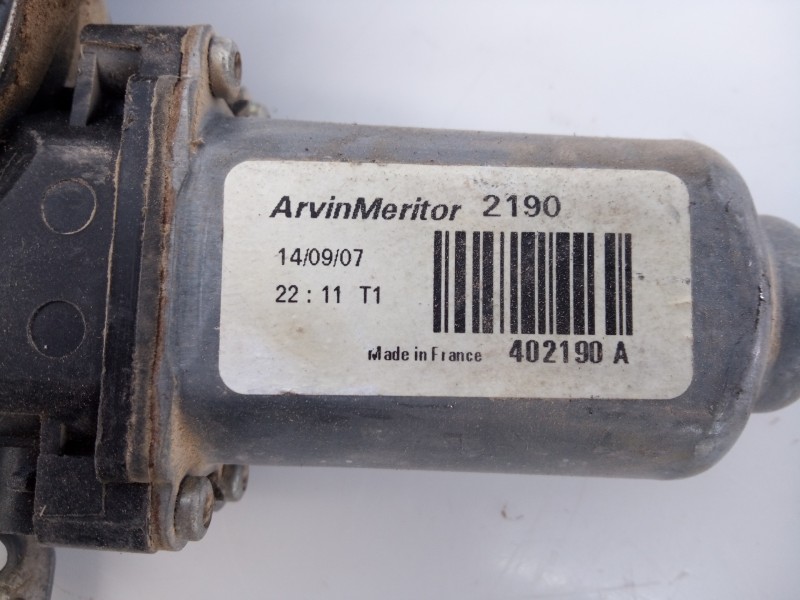 ArvinMeritor 2190
14/09/07
22 : 11 T1
Made in France 402190 A